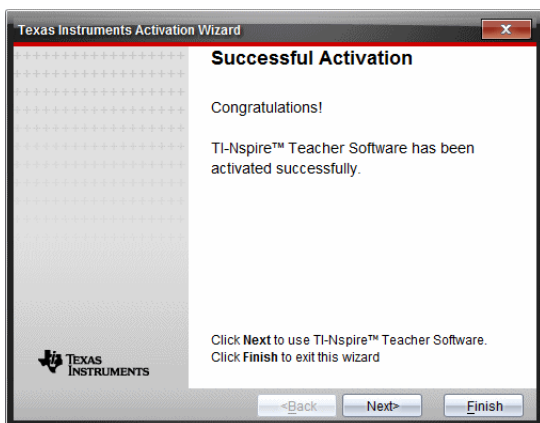 Texas Instruments Activation Wizard
x
Successful Activation
Congratulations!
TI-Nspire™ Teacher Software has been
activated successfully.
Click Next to use TI-Nspire™ Teacher Software.
Click Finish to exit this wizard
TEXAS
INSTRUMENTS
<Back
Next>
Finish